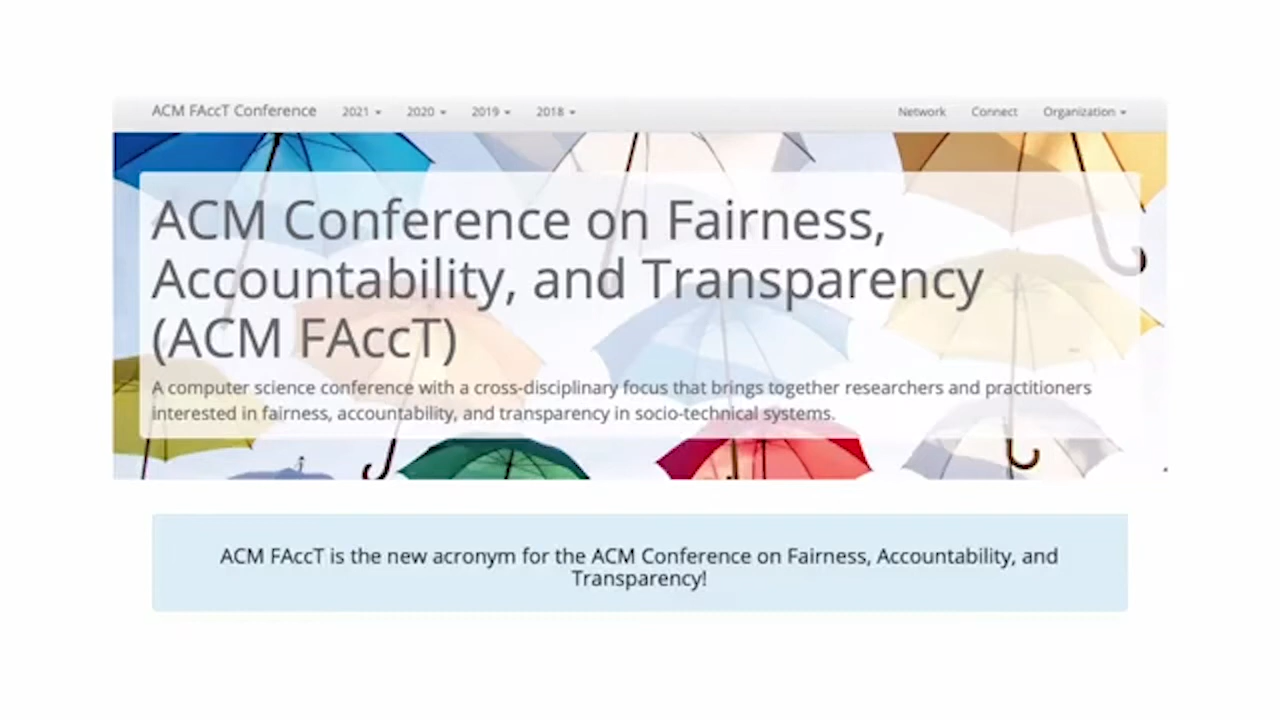 ACM FAccT Conference 2021 2020 2019 2018 Network Connect Organization
ACM Conference on Fairness,
Accountability, and Transparency
(ACM FAccT)
A computer science conference with a cross-disciplinary focus that brings together researchers and practitioners
interested in fairness, accountability, and transparency in socio-technical systems.
ACM FAccT is the new acronym for the ACM Conference on Fairness, Accountability, and
Transparency!